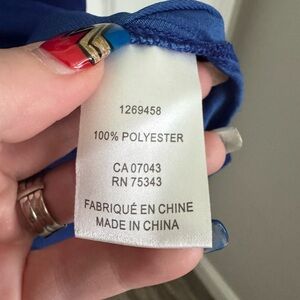 1269458
100% POLYESTER
CA 07043
RN 75343
FABRIQUÉ EN CHINE
MADE IN CHINA